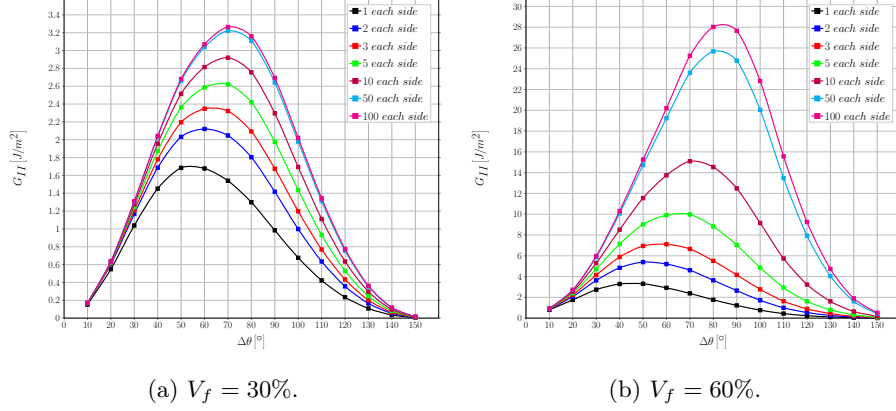 3.4
3.2
3
2.8
2.6
2.4
2.2
2
1.8
1.6
1.4
1.2
1
0.8
0.6
0.4
0.2
0
G_{II} [J/m^2]
0 10 20 30 40 50 60 70 80 90 100 110 120 130 140 150
Δθ [°]
1 each side
2 each side
3 each side
5 each side
10 each side
50 each side
100 each side
(a) V_f = 30%.
30
28
26
24
22
20
18
16
14
12
10
8
6
4
2
0
G_{II} [J/m^2]
0 10 20 30 40 50 60 70 80 90 100 110 120 130 140 150
Δθ [°]
1 each side
2 each side
3 each side
5 each side
10 each side
50 each side
100 each side
(b) V_f = 60%.